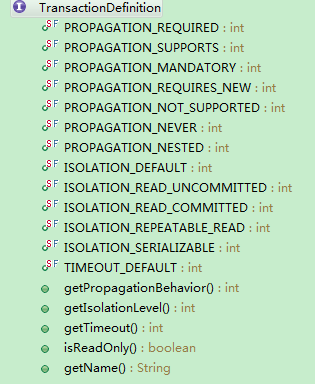 TransactionDefinition
PROPAGATION_REQUIRED : int
PROPAGATION_SUPPORTS : int
PROPAGATION_MANDATORY : int
PROPAGATION_REQUIRES_NEW : int
PROPAGATION_NOT_SUPPORTED : int
PROPAGATION_NEVER : int
PROPAGATION_NESTED : int
ISOLATION_DEFAULT : int
ISOLATION_READ_UNCOMMITTED : int
ISOLATION_READ_COMMITTED : int
ISOLATION_REPEATABLE_READ : int
ISOLATION_SERIALIZABLE : int
TIMEOUT_DEFAULT : int
getPropagationBehavior() : int
getIsolationLevel() : int
getTimeout() : int
isReadOnly() : boolean
getName() : String